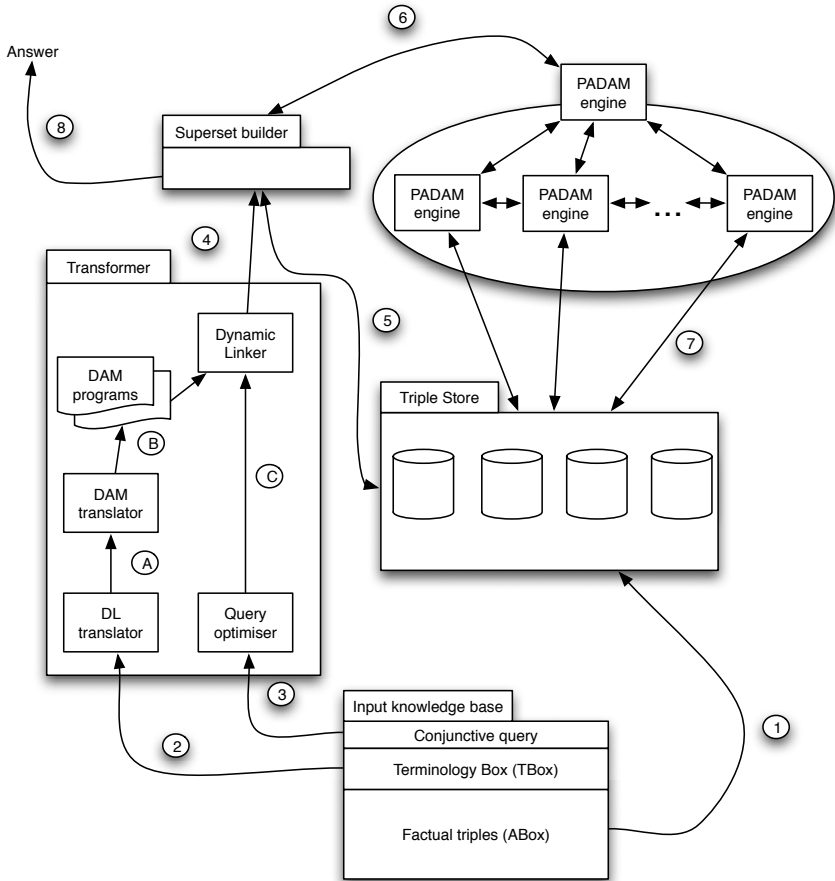 6
Answer
PADAM
engine
8
Superset builder
PADAM
engine
PADAM
engine
...
PADAM
engine
4
Transformer
5
Dynamic
Linker
7
DAM
programs
Triple Store
B
C
DAM
translator
A
DL
translator
Query
optimiser
3
Input knowledge base
1
Conjunctive query
2
Terminology Box (TBox)
Factual triples (ABox)